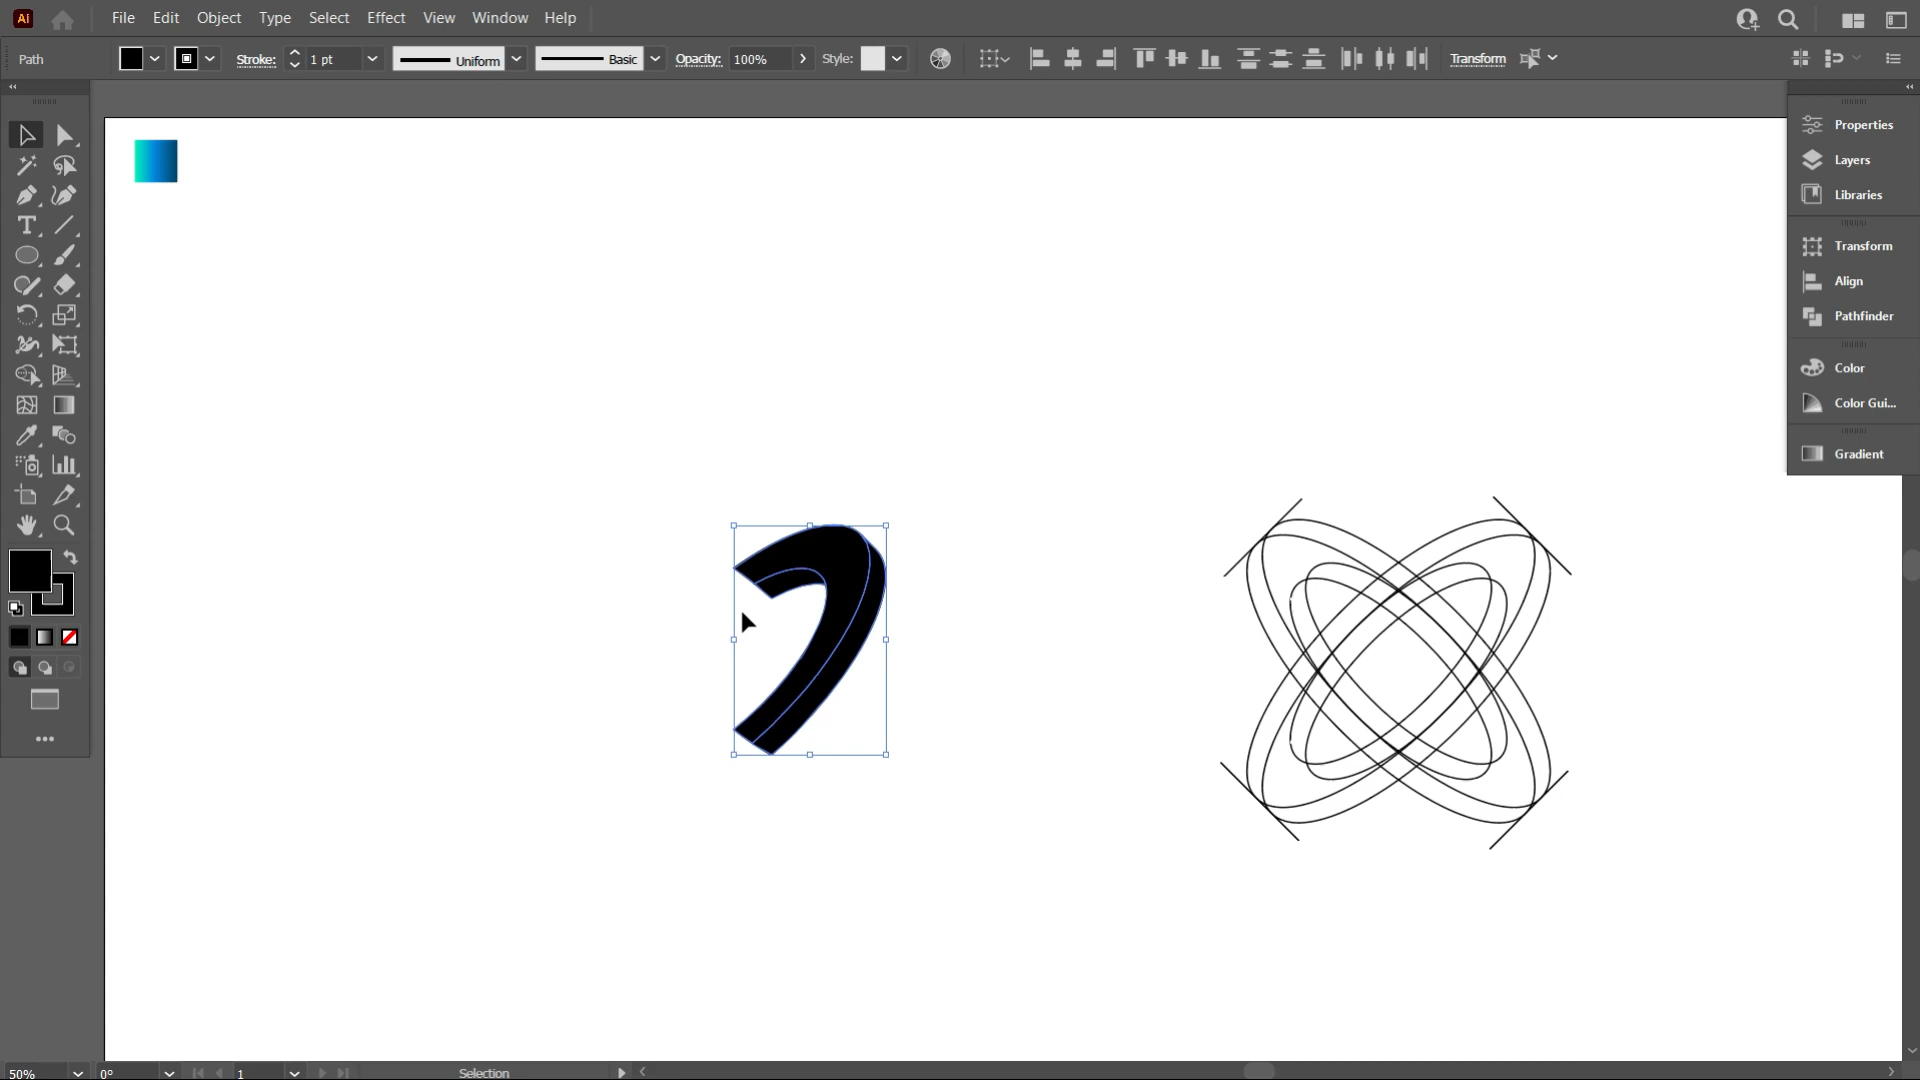 Ai File Edit Object Type Select Effect View Window Help
Path Stroke: 1 pt Uniform Basic Opacity: 100% Style: Transform
Properties
Layers
Libraries
Transform
Align
Pathfinder
Color
Color Gui...
Gradient
T
50% 0° 1 Selection